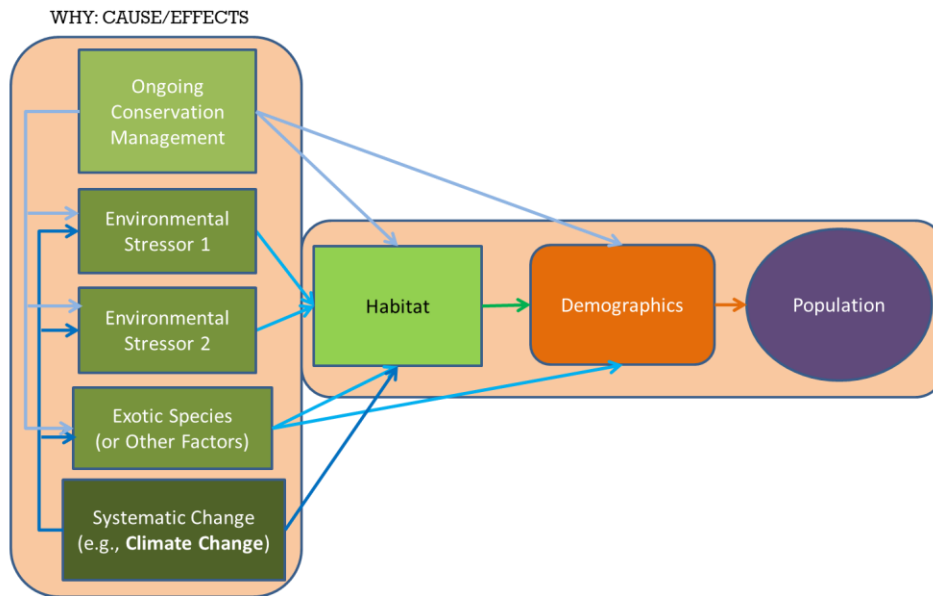 WHY: CAUSE/EFFECTS
Ongoing
Conservation
Management
Environmental
Stressor 1
Environmental
Stressor 2
Exotic Species
(or Other Factors)
Systematic Change
(e.g., Climate Change)
Habitat
Demographics
Population